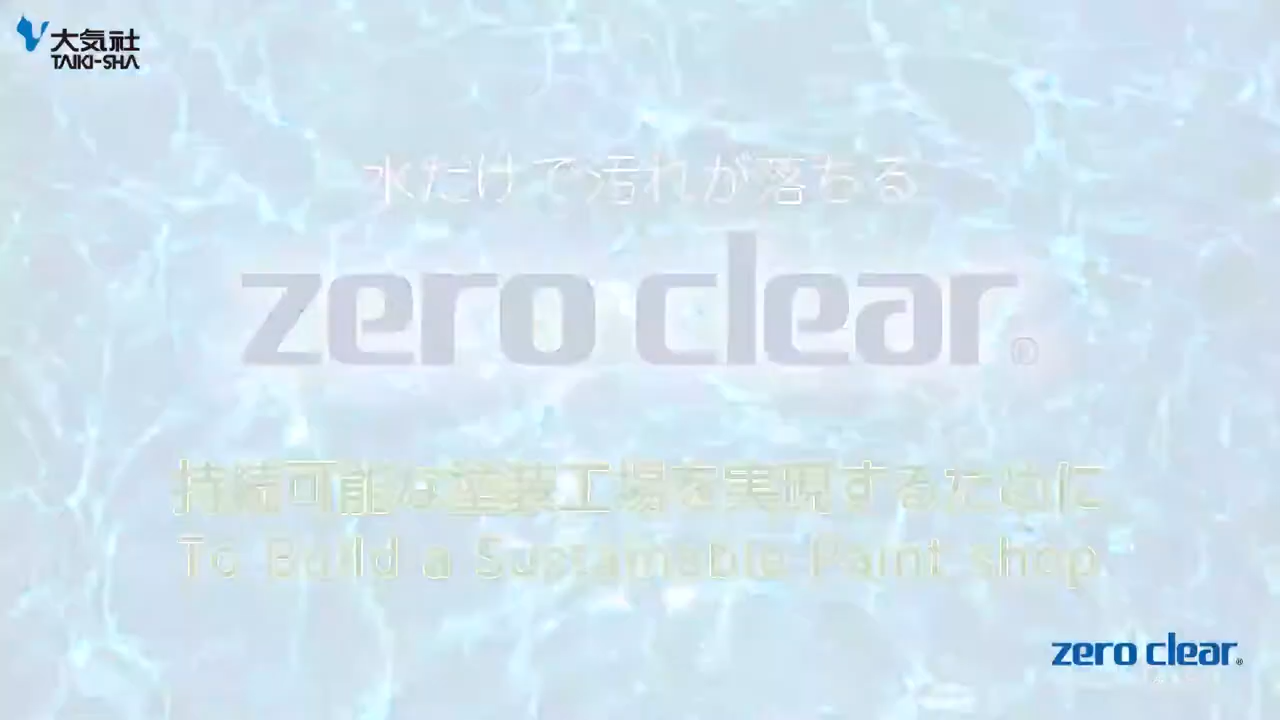 大気社
TAIKI-SHA
水だけで汚れが落ちる
zero clear®
持続可能な塗装工場を実現するために
To Build a Sustaineble Paint shop
zero clear®